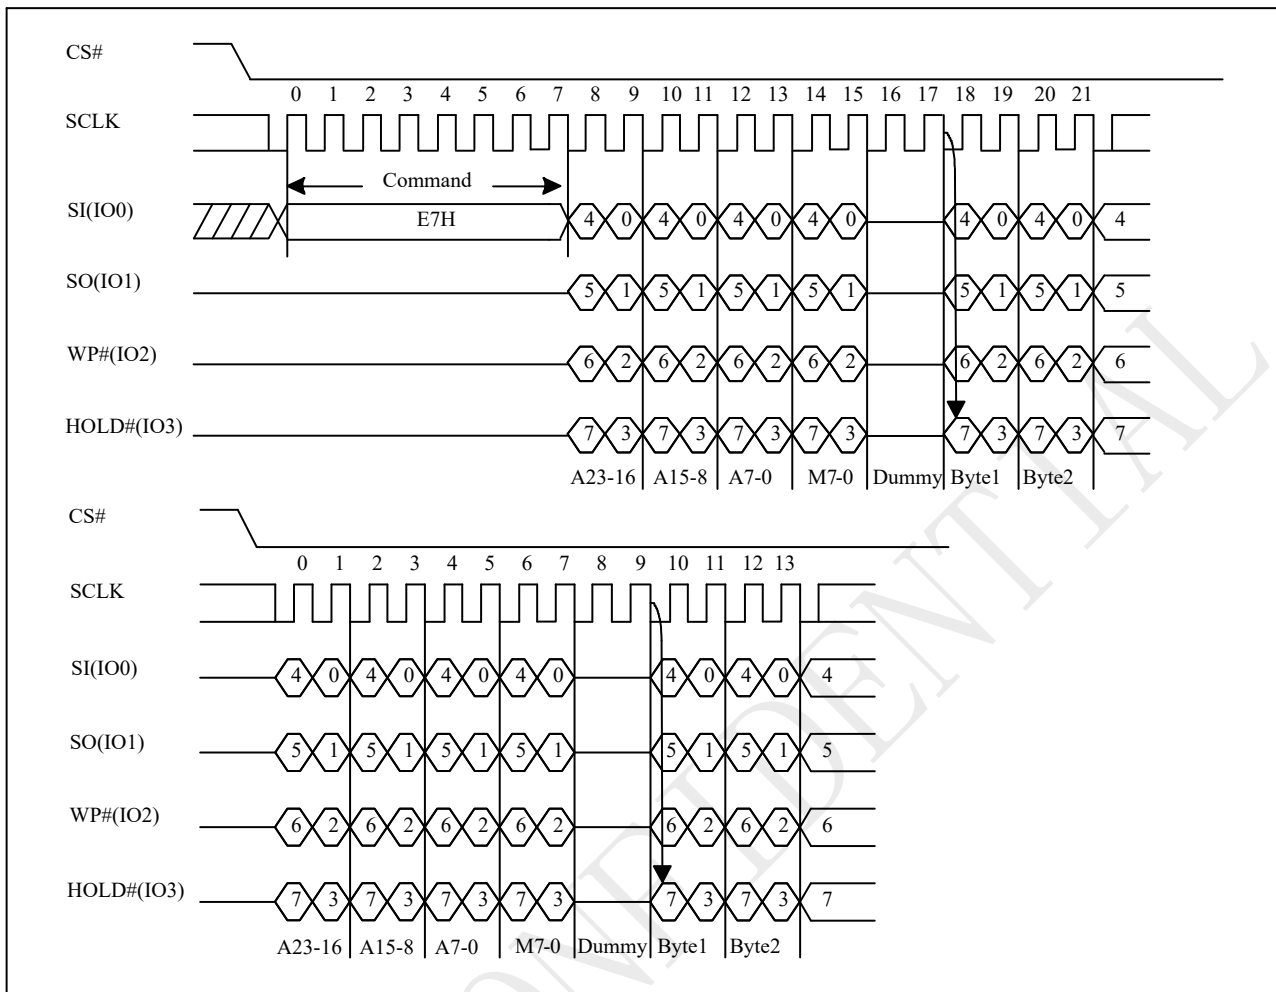 CS#
0 1 2 3 4 5 6 7 8 9 10 11 12 13 14 15 16 17 18 19 20 21
SCLK
Command
SI(IO0) E7H 4 0 4 0 4 0 4 0 4 0 4 0 4
SO(IO1) 5 1 5 1 5 1 5 1 5 1 5 1 5
WP#(IO2) 6 2 6 2 6 2 6 2 6 2 6 2 6
HOLD#(IO3) 7 3 7 3 7 3 7 3 7 3 7 3 7
A23-16 A15-8 A7-0 M7-0 Dummy Byte1 Byte2
CS#
0 1 2 3 4 5 6 7 8 9 10 11 12 13
SCLK
SI(IO0) 4 0 4 0 4 0 4 0 4 0 4 0 4
SO(IO1) 5 1 5 1 5 1 5 1 5 1 5 1 5
WP#(IO2) 6 2 6 2 6 2 6 2 6 2 6 2 6
HOLD#(IO3) 7 3 7 3 7 3 7 3 7 3 7 3 7
A23-16 A15-8 A7-0 M7-0 Dummy Byte1 Byte2
ONFIDENTIAL